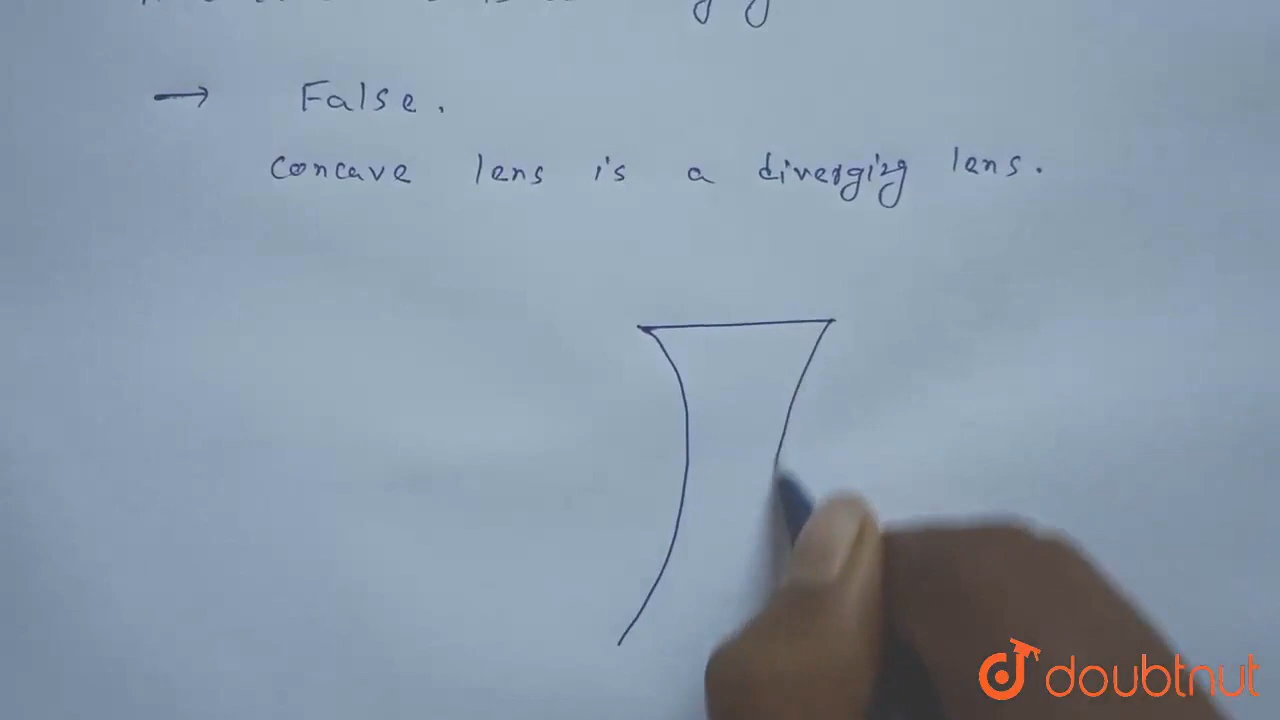 → False.
concave lens is a diverging lens.
doubtnut